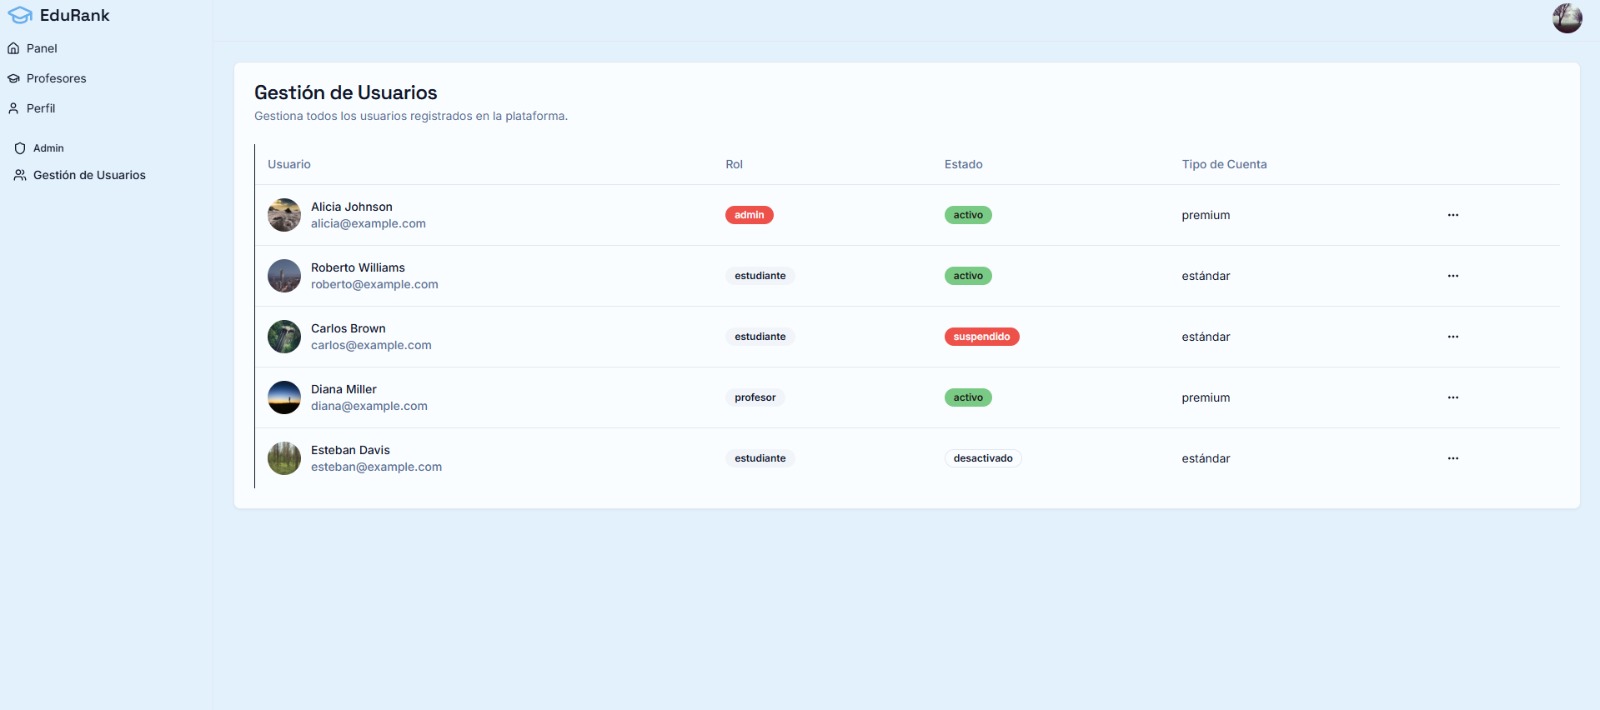 EduRank
Panel
Profesores
Perfil
Admin
Gestión de Usuarios
Gestión de Usuarios
Gestiona todos los usuarios registrados en la plataforma.
Usuario Rol Estado Tipo de Cuenta
Alicia Johnson
alicia@example.com
admin activo premium
Roberto Williams
roberto@example.com
estudiante activo estándar
Carlos Brown
carlos@example.com
estudiante suspendido estándar
Diana Miller
diana@example.com
profesor activo premium
Esteban Davis
esteban@example.com
estudiante desactivado estándar